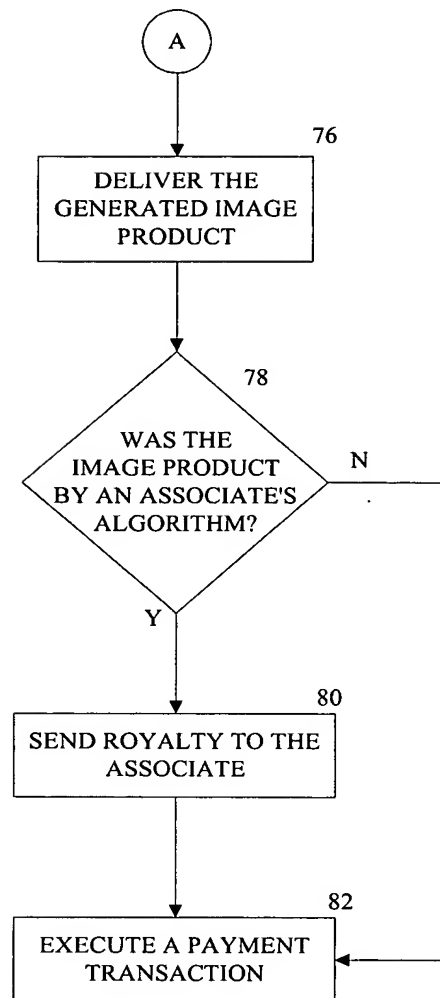 A
76
DELIVER THE
GENERATED IMAGE
PRODUCT
78
WAS THE
IMAGE PRODUCT
BY AN ASSOCIATE'S
ALGORITHM?
N
Y
80
SEND ROYALTY TO THE
ASSOCIATE
82
EXECUTE A PAYMENT
TRANSACTION